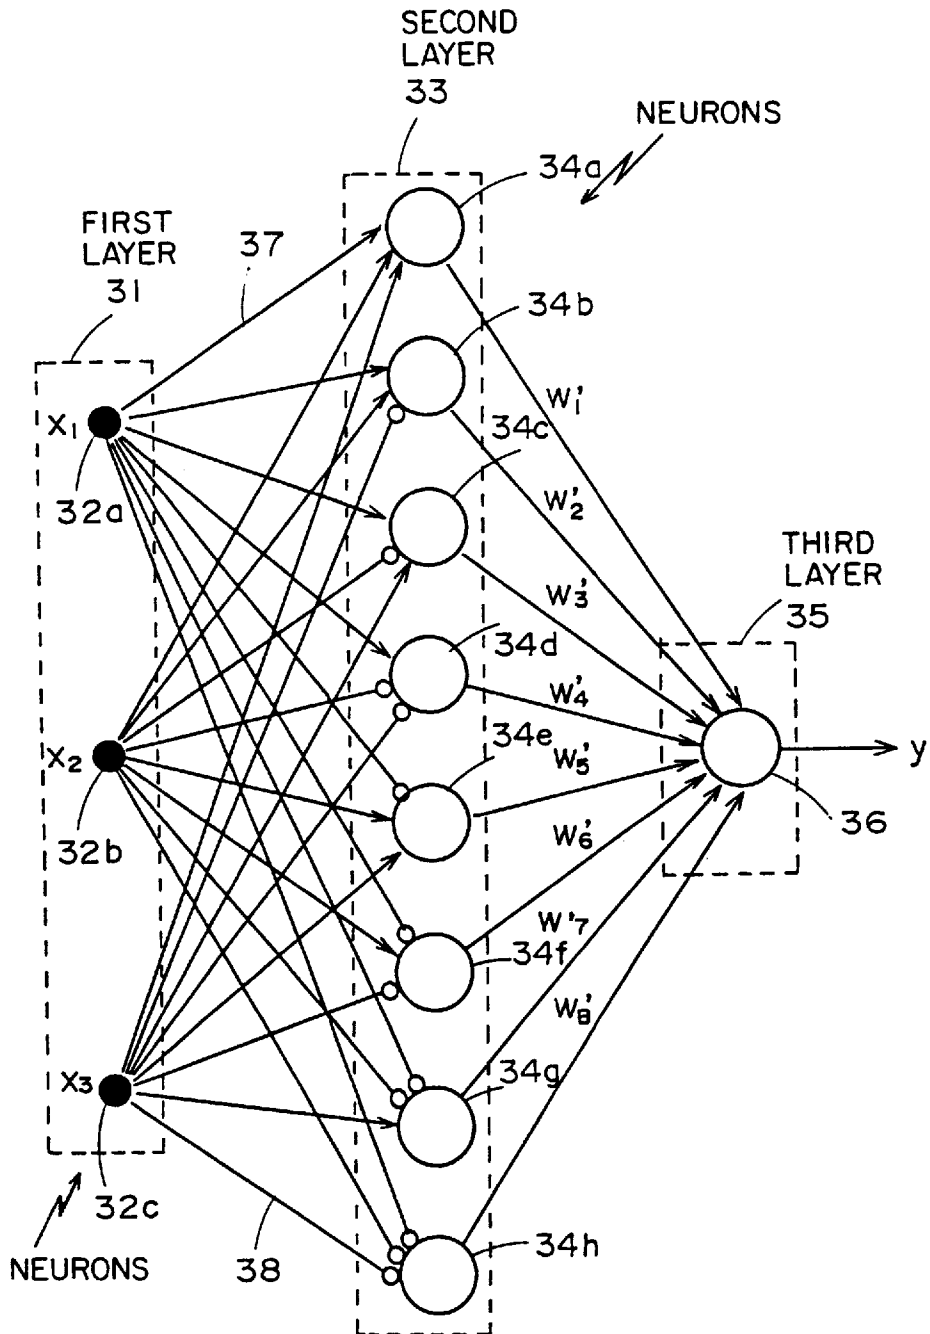 SECOND
LAYER
33
NEURONS
34a
FIRST
LAYER
31
37
34b
W'1
X1
34c
32a
W'2
THIRD
LAYER
35
W'3
34d
W'4
34e
X2
W'5
y
32b
W'6
36
W'7
34f
W'8
34g
X3
32c
34h
NEURONS
38